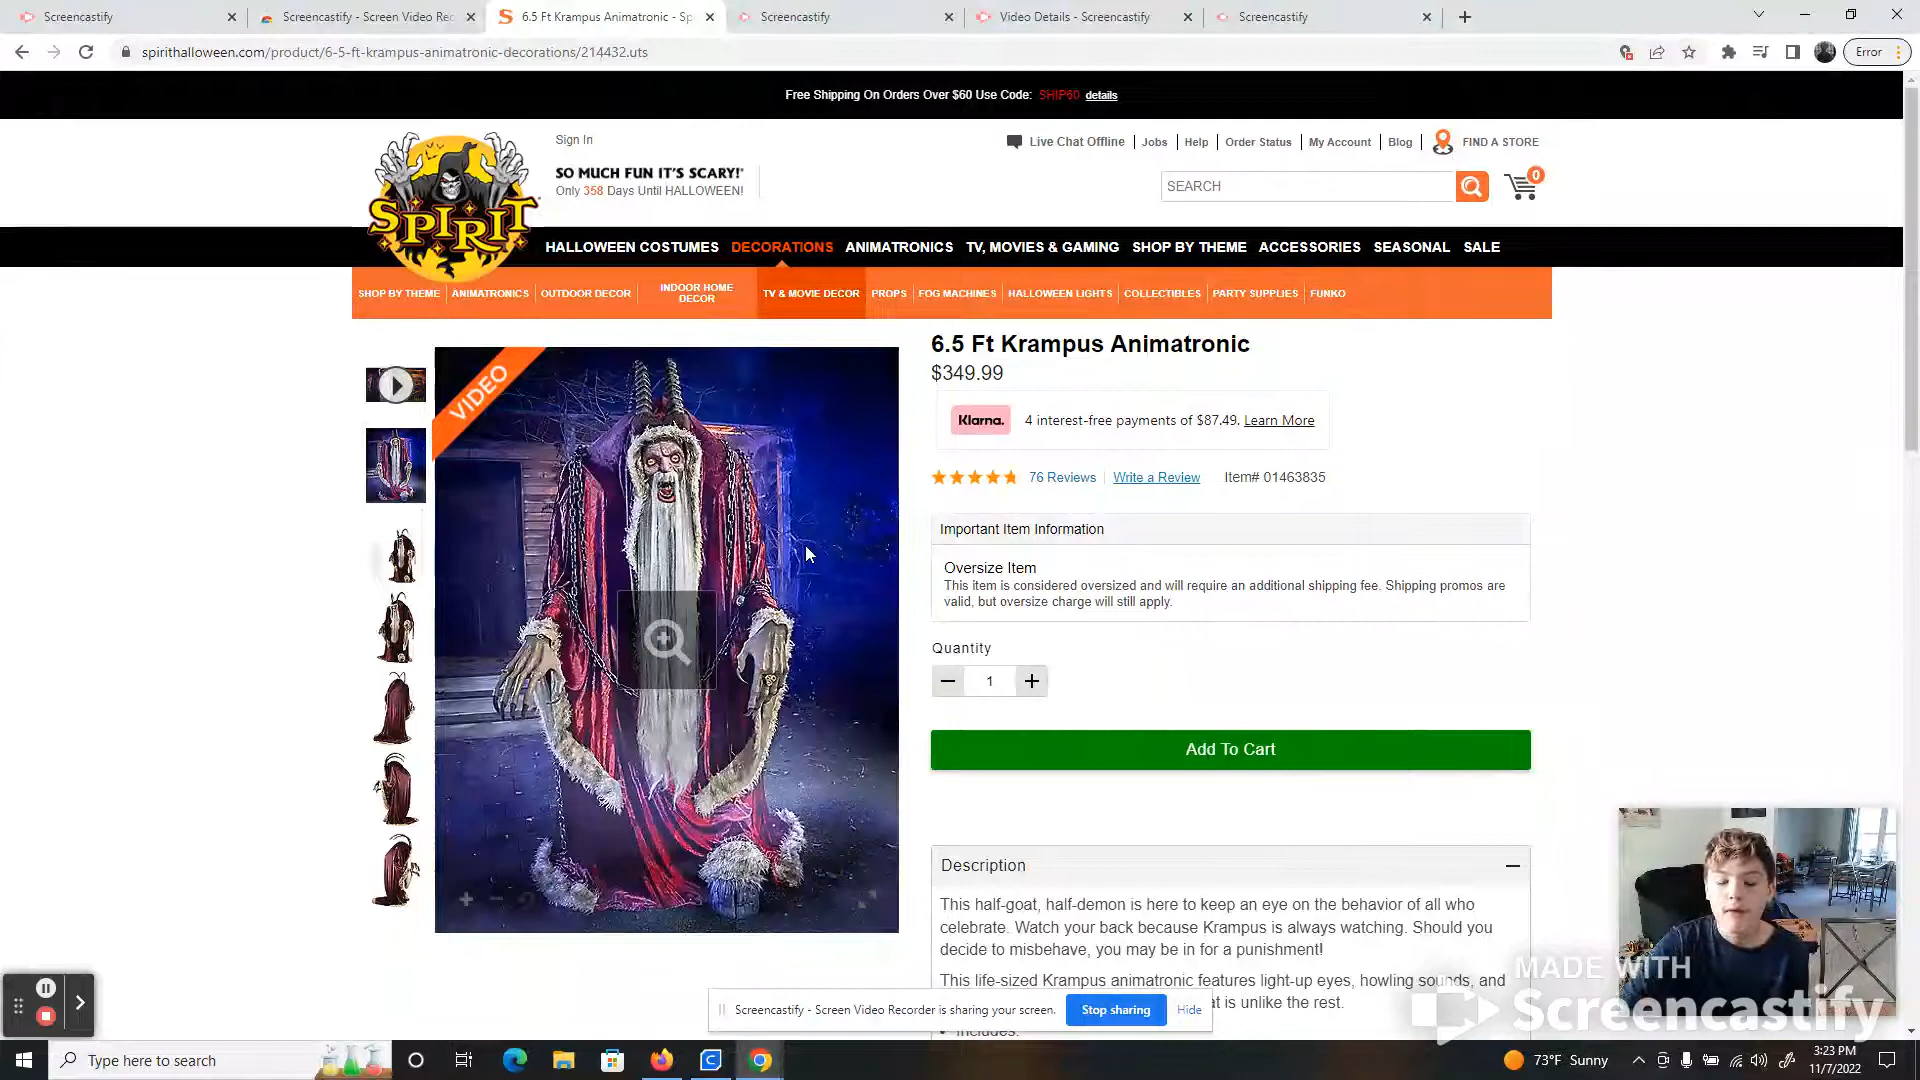 Screencastify
Screencastify - Screen Video Rec
6.5 Ft Krampus Animatronic - Sp
Screencastify
Video Details - Screencastify
Screencastify
spirithalloween.com/product/6-5-ft-krampus-animatronic-decorations/214432.uts
Error
Free Shipping On Orders Over $60 Use Code: SHIP60 details
Sign In
Live Chat Offline
Jobs
Help
Order Status
My Account
Blog
FIND A STORE
SPIRIT
SO MUCH FUN IT'S SCARY!
Only 358 Days Until HALLOWEEN!
SEARCH
0
HALLOWEEN COSTUMES
DECORATIONS
ANIMATRONICS
TV, MOVIES & GAMING
SHOP BY THEME
ACCESSORIES
SEASONAL
SALE
SHOP BY THEME
ANIMATRONICS
OUTDOOR DECOR
INDOOR HOME
DECOR
TV & MOVIE DECOR
PROPS
FOG MACHINES
HALLOWEEN LIGHTS
COLLECTIBLES
PARTY SUPPLIES
FUNKO
VIDEO
6.5 Ft Krampus Animatronic
$349.99
Klarna. 4 interest-free payments of $87.49. Learn More
76 Reviews
Write a Review
Item# 01463835
Important Item Information
Oversize Item
This item is considered oversized and will require an additional shipping fee. Shipping promos are
valid, but oversize charge will still apply.
Quantity
1
Add To Cart
Description
This half-goat, half-demon is here to keep an eye on the behavior of all who
celebrate. Watch your back because Krampus is always watching. Should you
decide to misbehave, you may be in for a punishment!
This life-sized Krampus animatronic features light-up eyes, howling sounds, and
t is unlike the rest.
Includes:
MADE WITH
Screencastify
Screencastify - Screen Video Recorder is sharing your screen.
Stop sharing
Hide
Type here to search
73°F Sunny
3:23 PM
11/7/2022